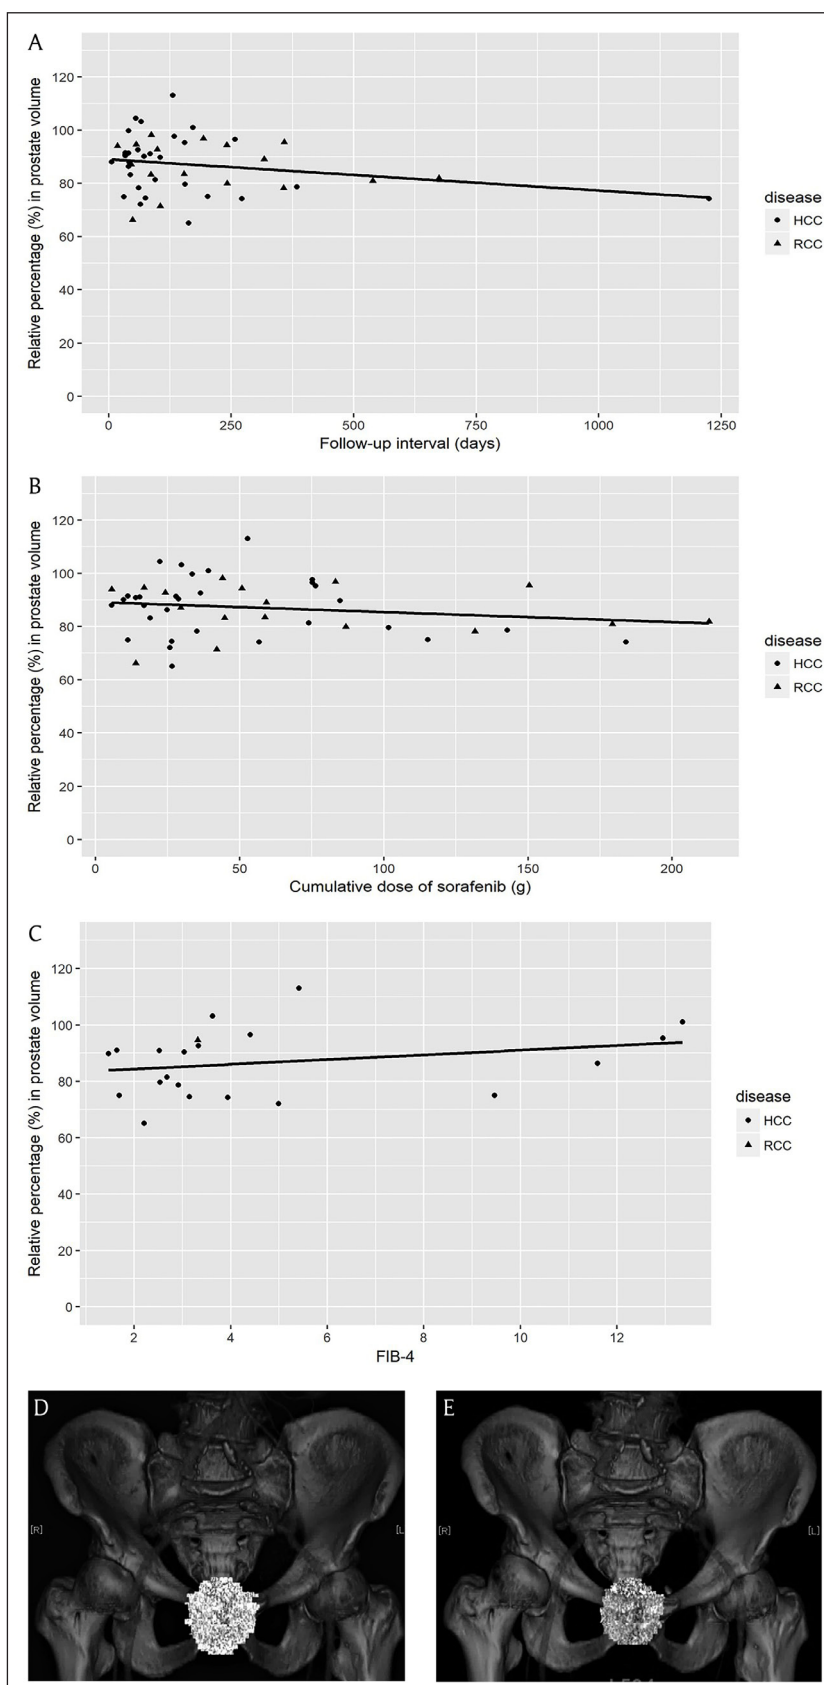 A
Relative percentage (%) in prostate volume
120
100
80
60
40
20
0
0 250 500 750 1000 1250
Follow-up interval (days)
disease
HCC
RCC
B
Relative percentage (%) in prostate volume
120
100
80
60
40
20
0
0 50 100 150 200
Cumulative dose of sorafenib (g)
disease
HCC
RCC
C
Relative percentage (%) in prostate volume
120
100
80
60
40
20
0
2 4 6 8 10 12
FIB-4
disease
HCC
RCC
D
[R]
[L
E
[R]
[L]